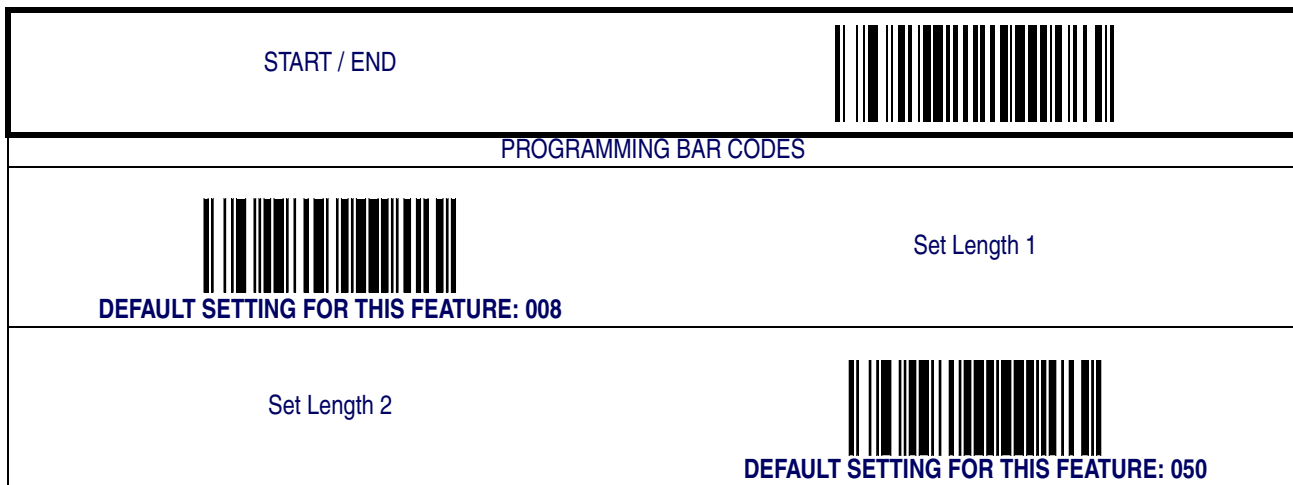 START / END
PROGRAMMING BAR CODES
Set Length 1
DEFAULT SETTING FOR THIS FEATURE: 008
Set Length 2
DEFAULT SETTING FOR THIS FEATURE: 050